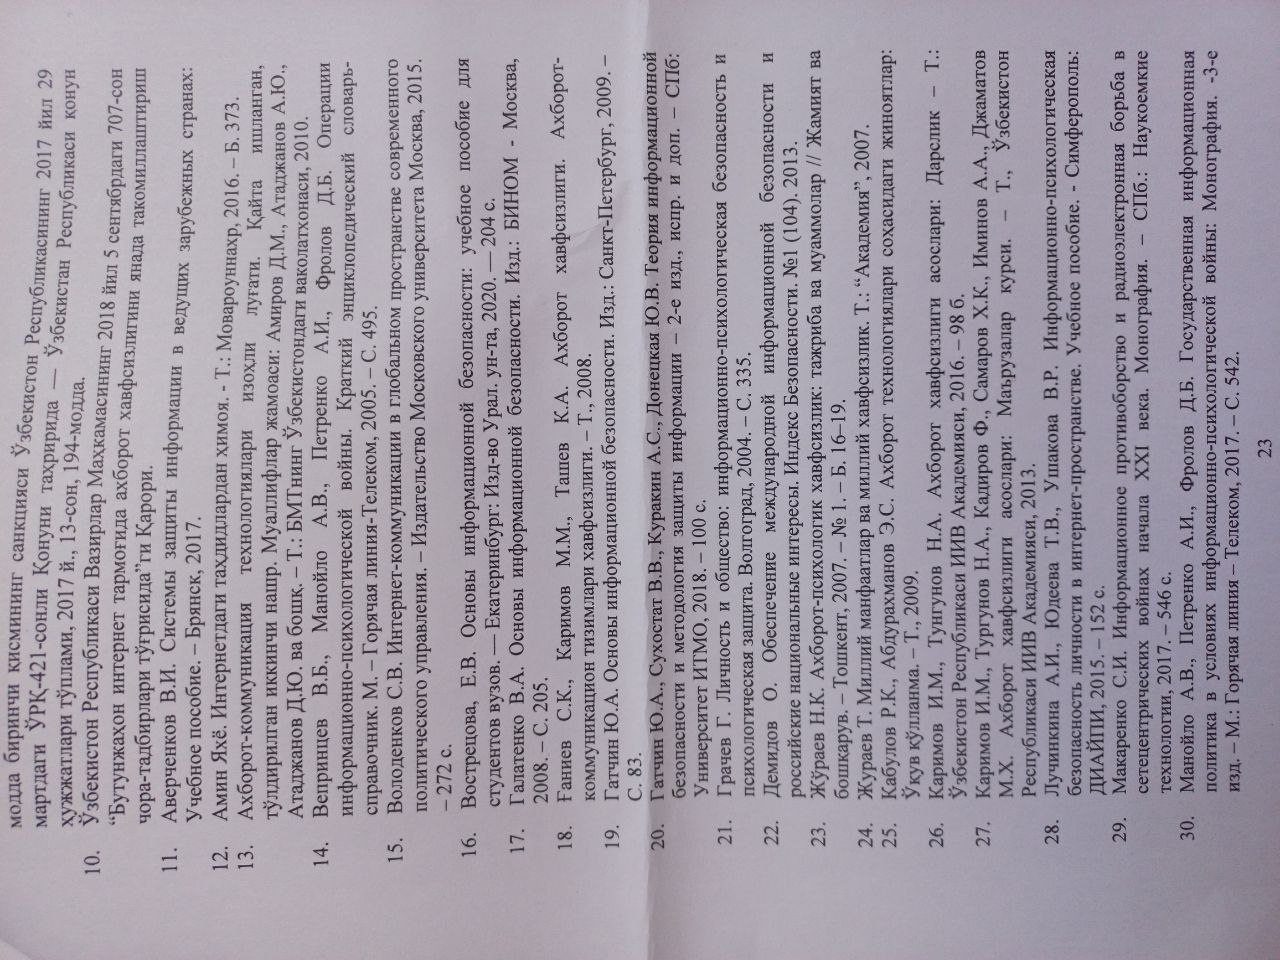 модда биринчи қисмининг санкцияси Ўзбекистон Республикасининг 2017 йил 29
мартдаги ЎРҚ-421-сонли Қонуни таҳририда — Ўзбекистан Республикаси қонун
ҳужжатлари тўплами, 2017 й., 13-сон, 194-модда.
10. Ўзбекистон Республикаси Вазирлар Маҳкамасининг 2018 йил 5 сентябрдаги 707-сон
“Бутунжаҳон интернет тармоғида ахборот хавфсизлигини янада такомиллаштириш
чора-тадбирлари тўғрисида”ги Қарори.
11. Аверченков В.И. Системы защиты информации в ведущих зарубежных странах:
Учебное пособие. – Брянск, 2017.
12. Амин Яхё. Интернетдаги таҳдидлардан химоя. - Т.: Мовароуннахр, 2016. – Б. 373.
13. Ахборот-коммуникация технологиялари изоҳли луғати. Қайта ишланган,
тўлдирилган иккинчи нашр. Муаллифлар жамоаси: Амиров Д.М., Атаджанов А.Ю.,
Атаджанов Д.Ю. ва бошк. – Т.: БМТнинг Ўзбекистондаги ваколатхонаси, 2010.
14. Вепринцев В.Б., Манойло А.В., Петренко А.И., Фролов Д.Б. Операции
информационно-психологической войны. Краткий энциклопедический словарь-
справочник. М. – Горячая линия-Телеком, 2005. – С. 495.
15. Володенков С.В. Интернет-коммуникации в глобальном пространстве современного
политического управления. – Издательство Московского университета Москва, 2015.
– 272 с.
16. Вострецова, Е.В. Основы информационной безопасности: учебное пособие для
студентов вузов. — Екатеринбург: Изд-во Урал. ун-та, 2020. — 204 с.
17. Галатенко В.А. Основы информационной безопасности. Изд.: БИНОМ - Москва,
2008. – С. 205.
18. Ғаниев С.К., Каримов М.М., Ташев К.А. Ахборот хавфсизлиги. Ахборот-
коммуникацион тизимлари хавфсизлиги. – Т., 2008.
19. Гатчин Ю.А. Основы информационной безопасности. Изд.: Санкт-Петербург, 2009. –
С. 83.
20. Гатчин Ю.А., Сухостат В.В., Куракин А.С., Донецкая Ю.В. Теория информационной
безопасности и методология защиты информации – 2-е изд., испр. и доп. – СПб:
Университет ИТМО, 2018. – 100 с.
21. Грачев Г. Личность и общество: информационно-психологическая безопасность и
психологическая защита. Волгоград, 2004. – С. 335.
22. Демидов О. Обеспечение международной информационной безопасности и
российские национальные интересы. Индекс Безопасности. №1 (104). 2013.
23. Жўраев Н.К. Ахборот-психологик хавфсизлик: тажриба ва муаммолар // Жамият ва
бошкарув. – Тошкент, 2007. – № 1. – Б. 16–19.
24. Жураев Т. Миллий манфаатлар ва миллий хавфсизлик. Т.: “Академия”, 2007.
25. Кабулов Р.К., Абдурахманов Э.С. Ахборот технологиялари сохасидаги жиноятлар:
Ўқув кўлланма. – Т., 2009.
26. Каримов И.М., Тунгунов Н.А. Ахборот хавфсизлиги асослари: Дарслик – Т.:
Ўзбекистон Республикаси ИИВ Академияси, 2016. – 98 б.
27. Каримов И.М., Тургунов Н.А., Кадиров Ф., Самаров Х.К., Иминов А.А., Джаматов
М.Х. Ахборот хавфсизлиги асослари: Маърузалар курси. – Т., Ўзбекистон
Республикаси ИИВ Академияси, 2013.
28. Лучинкина А.И., Юдеева Т.В., Ушакова В.Р. Информационно-психологическая
безопасность личности в интернет-пространстве. Учебное пособие. - Симферополь:
ДИАЙПИ, 2015. – 152 с.
29. Макаренко С.И. Информационное противоборство и радиоэлектронная борьба в
сетецентрических войнах начала XXI века. Монография. – СПб.: Наукоемкие
технологии, 2017. – 546 с.
30. Манойло А.В., Петренко А.И., Фролов Д.Б. Государственная информационная
политика в условиях информационно-психологической войны: Монография. -3-е
изд. – М.: Горячая линия – Телеком, 2017. – С. 542.
23